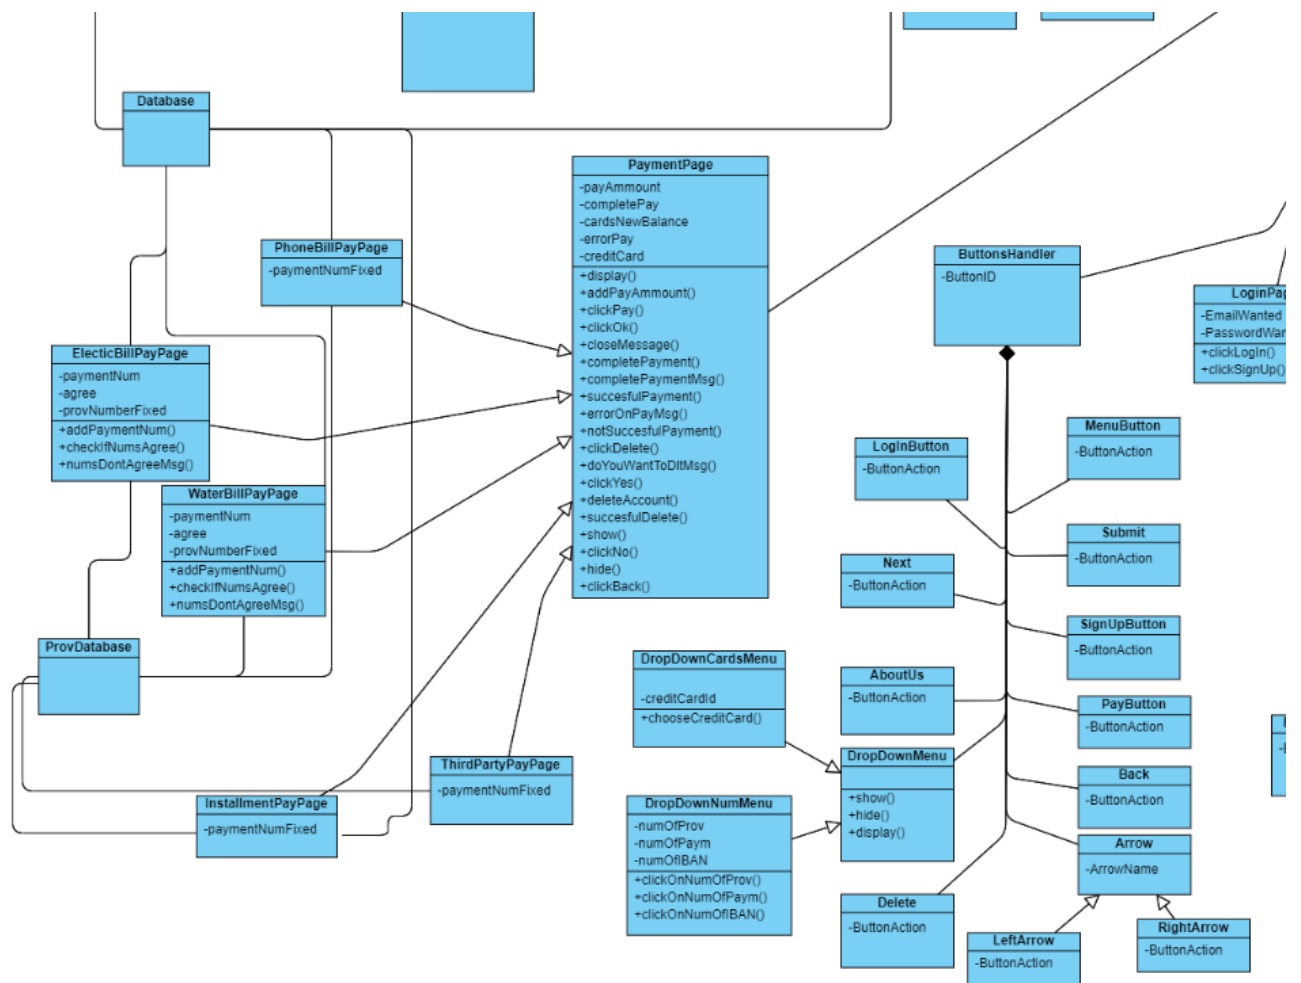 Database
PaymentPage
-payAmmount
-completePay
-cardsNewBalance
-errorPay
-creditCard
+display()
+addPayAmmount()
+clickPay()
+clickOk()
+closeMessage()
+completePayment()
+completePaymentMsg()
+succesfulPayment()
+errorOnPayMsg()
+notSuccesfulPayment()
+clickDelete()
+doYouWantToDltMsg()
+clickYes()
+deleteAccount()
+succesfulDelete()
+show()
+clickNo()
+hide()
+clickBack()
PhoneBillPayPage
-paymentNumFixed
ButtonsHandler
-ButtonID
LoginPag
-EmailWanted
-PasswordWan
+clickLogIn()
+clickSignUp()
ElecticBillPayPage
-paymentNum
-agree
-provNumberFixed
+addPaymentNum()
+checkIfNumsAgree()
+numsDontAgreeMsg()
WaterBillPayPage
-paymentNum
-agree
-provNumberFixed
+addPaymentNum()
+checkIfNumsAgree()
+numsDontAgreeMsg()
LogInButton
-ButtonAction
MenuButton
-ButtonAction
Submit
-ButtonAction
Next
-ButtonAction
SignUpButton
-ButtonAction
ProvDatabase
DropDownCardsMenu
-creditCardId
+chooseCreditCard()
AboutUs
-ButtonAction
PayButton
-ButtonAction
ThirdPartyPayPage
-paymentNumFixed
DropDownMenu
+show()
+hide()
+display()
Back
-ButtonAction
InstallmentPayPage
-paymentNumFixed
DropDownNumMenu
-numOfProv
-numOfPaym
-numOfIBAN
+clickOnNumOfProv()
+clickOnNumOfPaym()
+clickOnNumOfIBAN()
Arrow
-ArrowName
Delete
-ButtonAction
LeftArrow
-ButtonAction
RightArrow
-ButtonAction